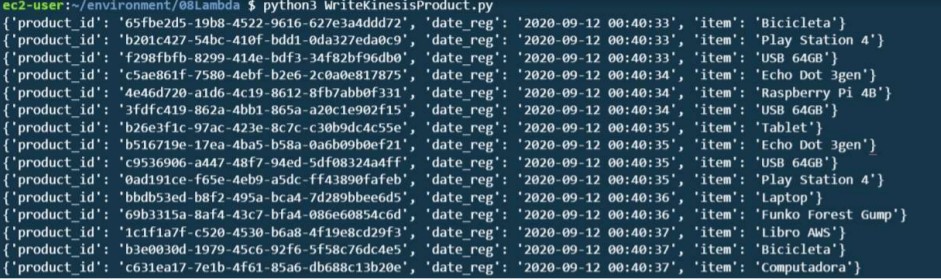 ec2-user:~/environment/08Lambda $ python3 WriteKinesisProduct.py
{'product_id': '65fbe2d5-19b8-4522-9616-627e3a4ddd72', 'date_reg': '2020-09-12 00:40:33', 'item': 'Bicicleta'}
{'product_id': 'b201c427-54bc-410f-bdd1-0da327eda0c9', 'date_reg': '2020-09-12 00:40:33', 'item': 'Play Station 4'}
{'product_id': 'f298fbfb-8299-414e-bdf3-34f82bf96db0', 'date_reg': '2020-09-12 00:40:33', 'item': 'USB 64GB'}
{'product_id': 'c5ae861f-7580-4ebf-b2e6-2c0a0e817875', 'date_reg': '2020-09-12 00:40:34', 'item': 'Echo Dot 3gen'}
{'product_id': '4e46d720-a1d6-4c19-8612-8fb7abb0f331', 'date_reg': '2020-09-12 00:40:34', 'item': 'Raspberry Pi 4B'}
{'product_id': '3fdfc419-862a-4bb1-865a-a20c1e902f15', 'date_reg': '2020-09-12 00:40:34', 'item': 'USB 64GB'}
{'product_id': 'b26e3f1c-97ac-423e-8c7c-c30b9dc4c55e', 'date_reg': '2020-09-12 00:40:35', 'item': 'Tablet'}
{'product_id': 'b516719e-17ea-4ba5-b58a-0a6b09b0ef21', 'date_reg': '2020-09-12 00:40:35', 'item': 'Echo Dot 3gen'}
{'product_id': 'c9536906-a447-48f7-94ed-5df08324a4ff', 'date_reg': '2020-09-12 00:40:35', 'item': 'USB 64GB'}
{'product_id': '0ad191ce-f65e-4eb9-a5dc-ff43890fafeb', 'date_reg': '2020-09-12 00:40:35', 'item': 'Play Station 4'}
{'product_id': 'bbdb53ed-b8f2-495a-bca4-7d289bbee6d5', 'date_reg': '2020-09-12 00:40:36', 'item': 'Laptop'}
{'product_id': '69b3315a-8af4-43c7-bfa4-086e60854c6d', 'date_reg': '2020-09-12 00:40:36', 'item': 'Funko Forest Gump'}
{'product_id': '1c1f1a7f-c520-4530-b6a8-4f19e8cd29f3', 'date_reg': '2020-09-12 00:40:37', 'item': 'Libro AWS'}
{'product_id': 'b3e0030d-1979-45c6-92f6-5f58c76dc4e5', 'date_reg': '2020-09-12 00:40:37', 'item': 'Bicicleta'}
{'product_id': 'c631ea17-7e1b-4f61-85a6-db688c13b20e', 'date_reg': '2020-09-12 00:40:37', 'item': 'Computadora'}